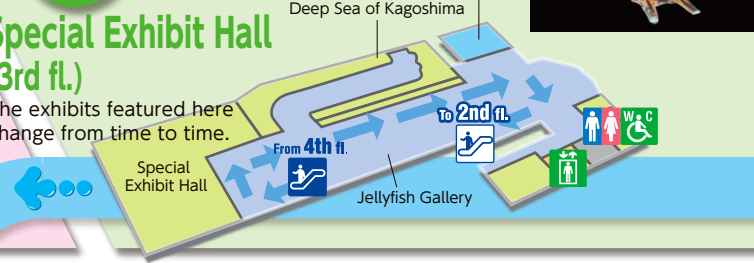 Deep Sea of Kagoshima
Special Exhibit Hall
3rd fl.)
he exhibits featured here
hange from time to time.
To 2nd fl.
From 4th fl.
W C
Special
Exhibit Hall
Jellyfish Gallery